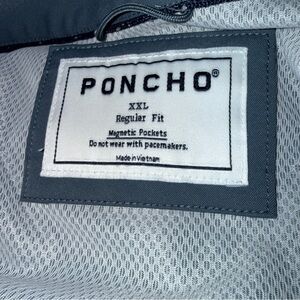 PONCHO®
XXL
Regular Fit
Magnetic Pockets
Do not wear with pacemakers.
Made in Vietnam